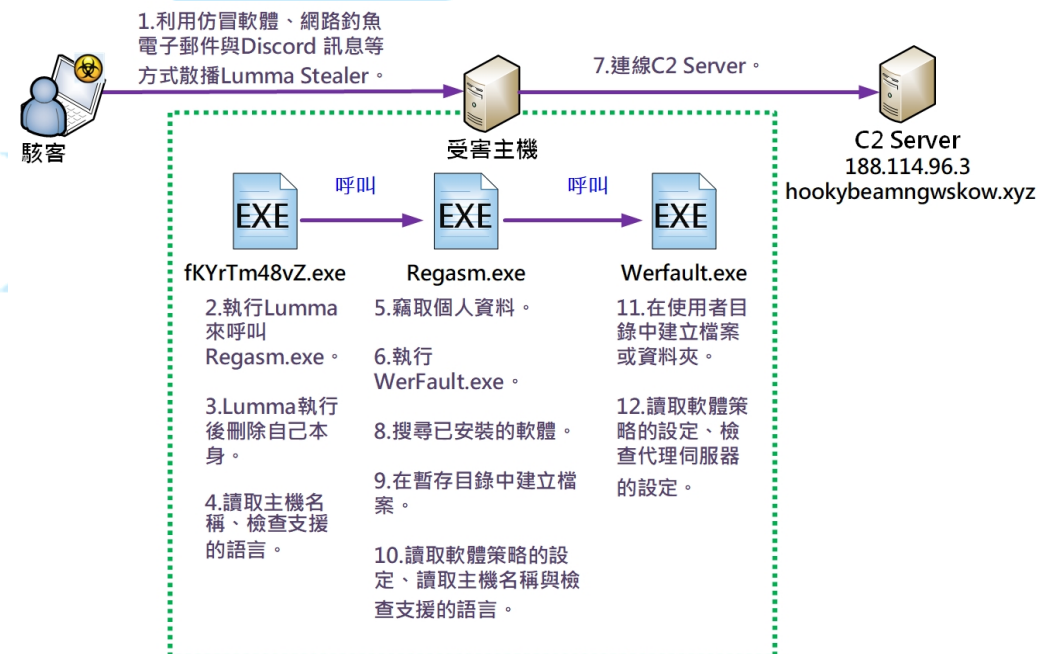 1.利用仿冒軟體、網路釣魚
電子郵件與Discord 訊息等
方式散播Lumma Stealer。
7.連線C2 Server。
駭客
受害主機
C2 Server
188.114.96.3
hookybeamngwskow.xyz
呼叫
呼叫
EXE
EXE
EXE
fKYrTm48vZ.exe
Regasm.exe
Werfault.exe
2.執行Lumma
來呼叫
Regasm.exe。
3.Lumma執行
後刪除自己本
身。
4.讀取主機名
稱、檢查支援
的語言。
5.竊取個人資料。
6.執行
WerFault.exe。
8.搜尋已安裝的軟體。
9.在暫存目錄中建立檔
案。
10.讀取軟體策略的設
定、讀取主機名稱與檢
查支援的語言。
11.在使用者目
錄中建立檔案
或資料夾。
12.讀取軟體策
略的設定、檢
查代理伺服器
的設定。